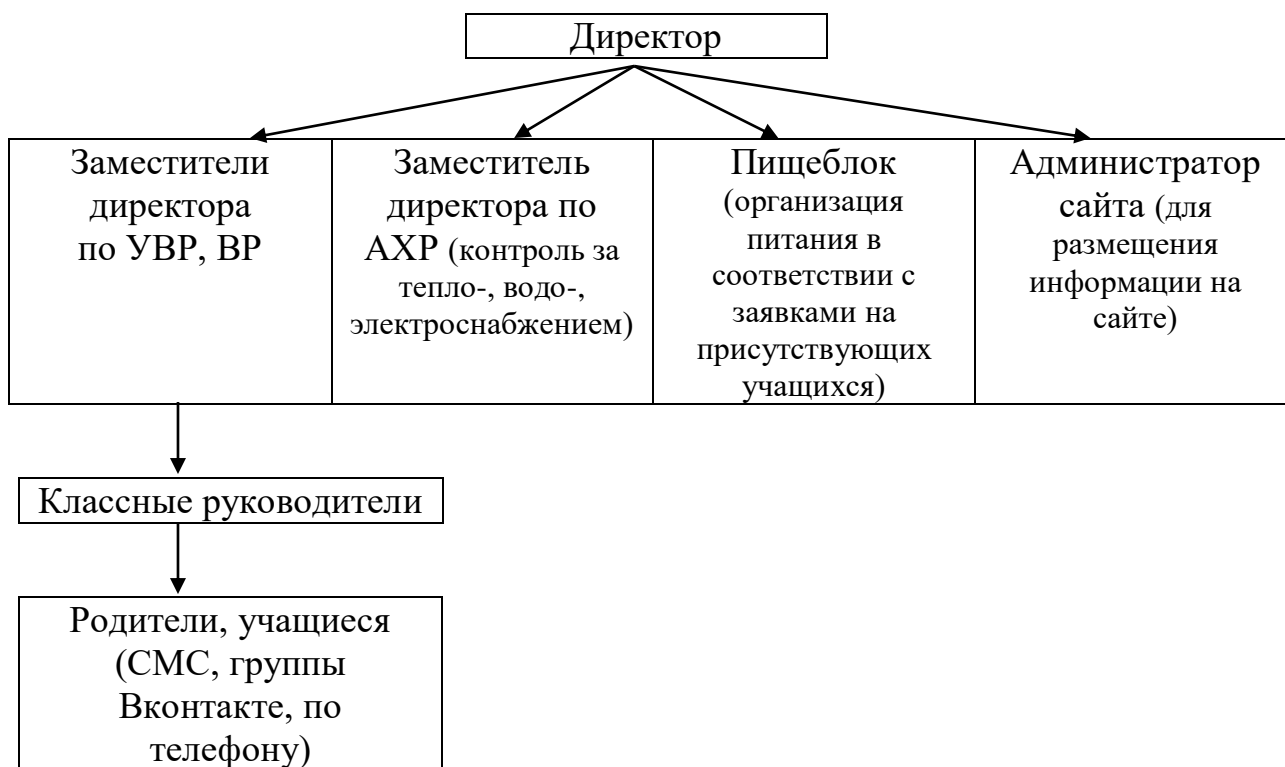 Директор
Заместители
директора
по УВР, ВР
Заместитель
директора по
АХР (контроль за
тепло-, водо-,
электроснабжением)
Пищеблок
(организация
питания в
соответствии с
заявками на
присутствующих
учащихся)
Администратор
сайта (для
размещения
информации на
сайте)
Классные руководители
Родители, учащиеся
(СМС, группы
Вконтакте, по
телефону)